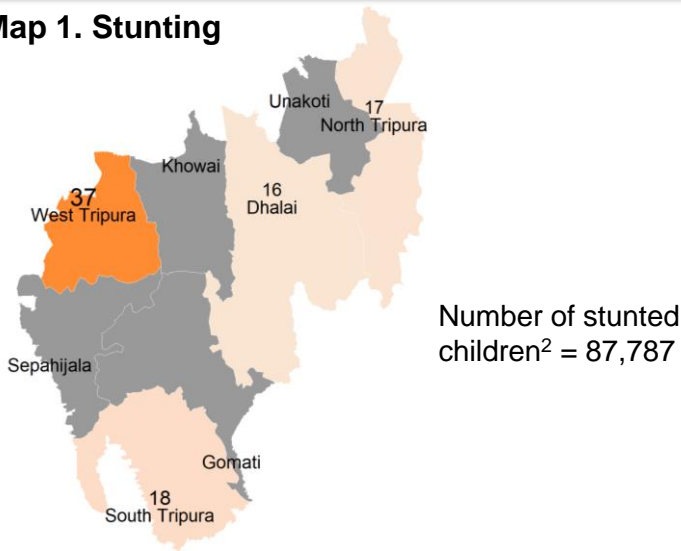 Map 1. Stunting
Unakoti
17
North Tripura
Khowai
37
West Tripura
16
Dhalai
Number of stunted
children² = 87,787
Sepahijala
Gomati
18
South Tripura